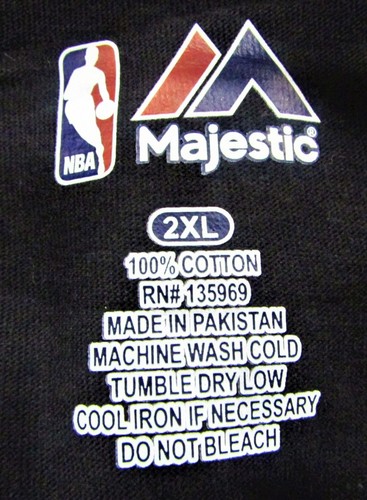 NBA
Majestic®
2XL
100% COTTON
RN# 135969
MADE IN PAKISTAN
MACHINE WASH COLD
TUMBLE DRY LOW
COOL IRON IF NECESSARY
DO NOT BLEACH